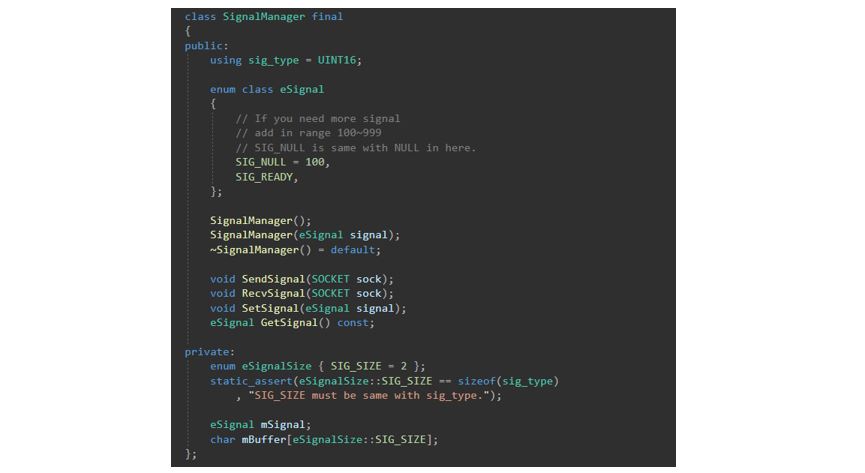 class SignalManager final
{
public:
    using sig_type = UINT16;

    enum class eSignal
    {
        // If you need more signal
        // add in range 100~999
        // SIG_NULL is same with NULL in here.
        SIG_NULL = 100,
        SIG_READY,
    };

    SignalManager();
    SignalManager(eSignal signal);
    ~SignalManager() = default;

    void SendSignal(SOCKET sock);
    void RecvSignal(SOCKET sock);
    void SetSignal(eSignal signal);
    eSignal GetSignal() const;

private:
    enum eSignalSize { SIG_SIZE = 2 };
    static_assert(eSignalSize::SIG_SIZE == sizeof(sig_type)
        , "SIG_SIZE must be same with sig_type.");

    eSignal mSignal;
    char mBuffer[eSignalSize::SIG_SIZE];
};